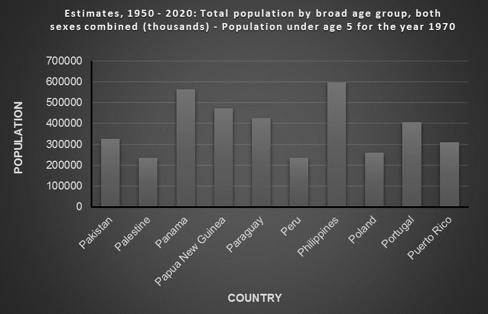 Estimates, 1950 - 2020: Total population by broad age group, both
sexes combined (thousands) - Population under age 5 for the year 1970
POPULATION
700000
600000
500000
400000
300000
200000
100000
0
Pakistan
Palestine
Panama
Papua New Guinea
Paraguay
Peru
Philippines
Poland
Portugal
Puerto Rico
COUNTRY